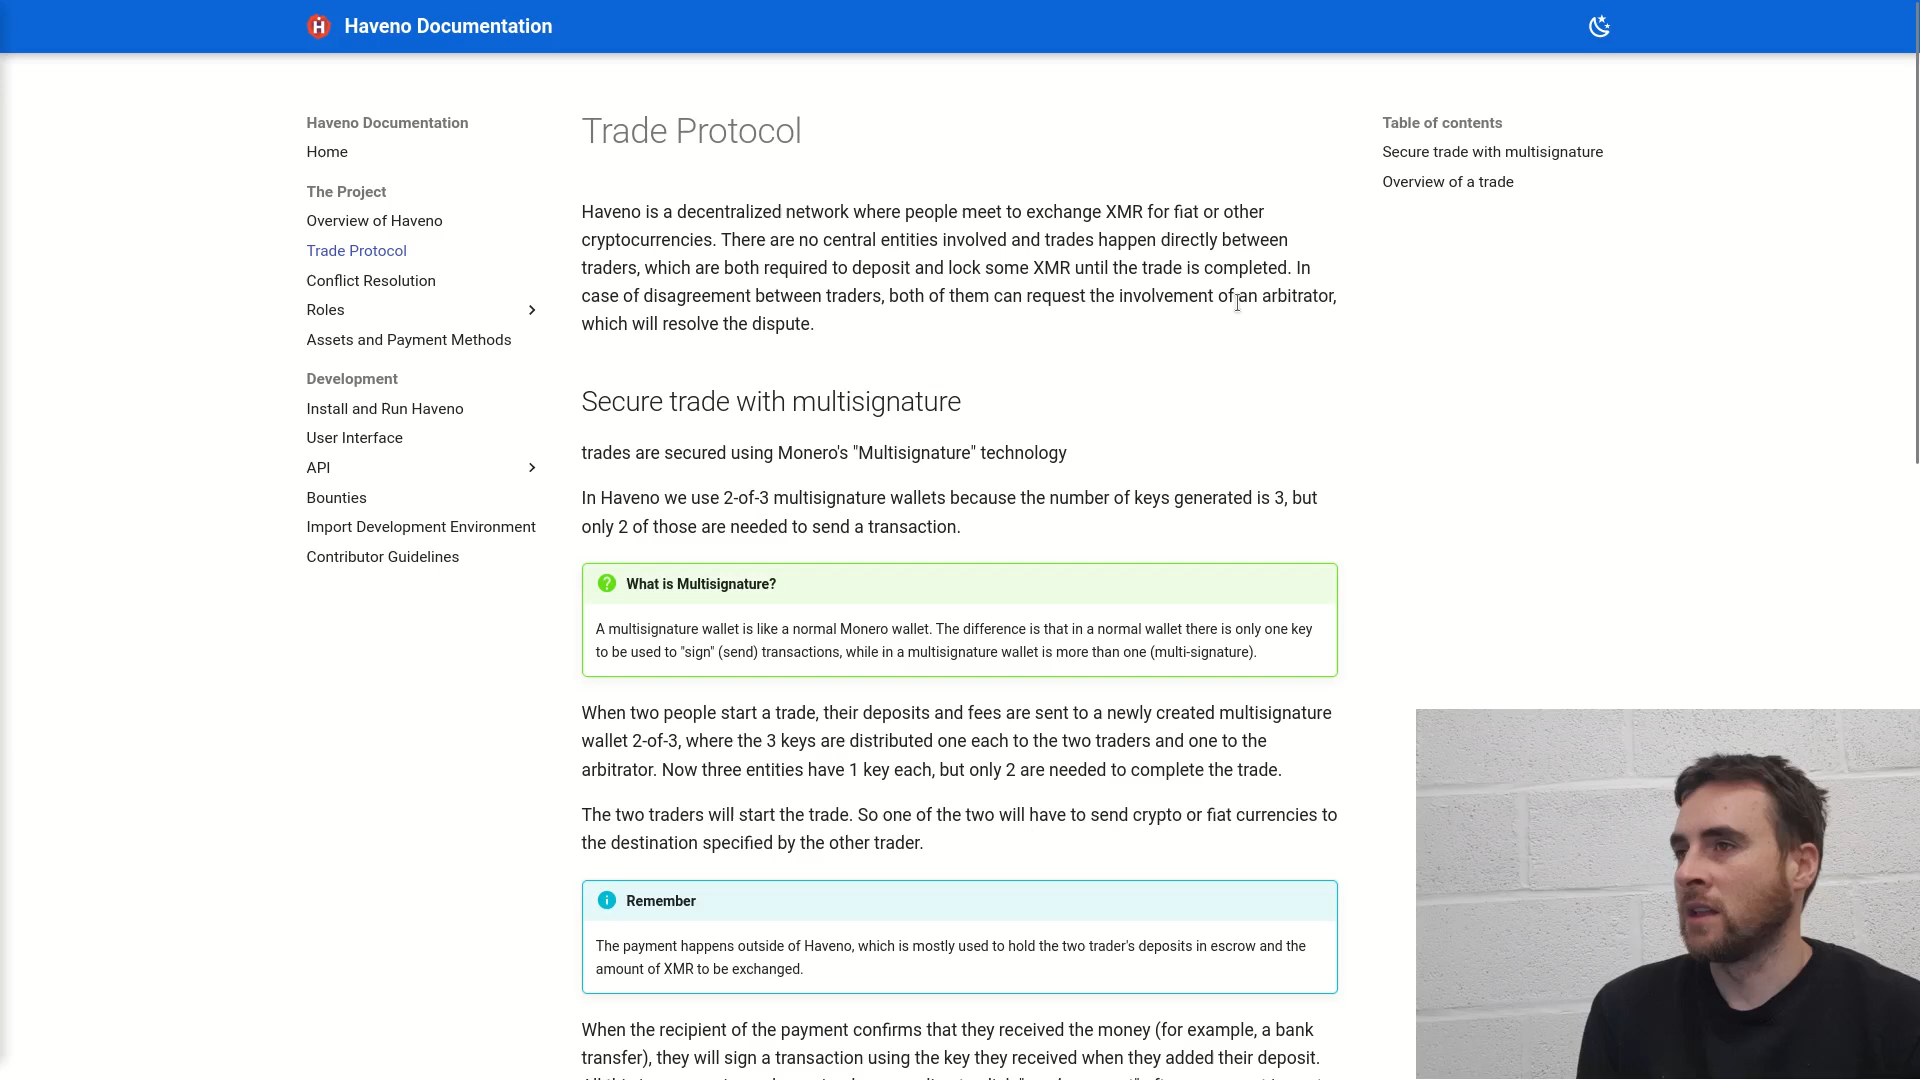 H Haveno Documentation
Haveno Documentation
Home
The Project
Overview of Haveno
Trade Protocol
Conflict Resolution
Roles
Assets and Payment Methods
Development
Install and Run Haveno
User Interface
API
Bounties
Import Development Environment
Contributor Guidelines
Trade Protocol
Haveno is a decentralized network where people meet to exchange XMR for fiat or other
cryptocurrencies. There are no central entities involved and trades happen directly between
traders, which are both required to deposit and lock some XMR until the trade is completed. In
case of disagreement between traders, both of them can request the involvement of an arbitrator,
which will resolve the dispute.
Secure trade with multisignature
trades are secured using Monero's "Multisignature" technology
In Haveno we use 2-of-3 multisignature wallets because the number of keys generated is 3, but
only 2 of those are needed to send a transaction.
What is Multisignature?
A multisignature wallet is like a normal Monero wallet. The difference is that in a normal wallet there is only one key
to be used to "sign" (send) transactions, while in a multisignature wallet is more than one (multi-signature).
When two people start a trade, their deposits and fees are sent to a newly created multisignature
wallet 2-of-3, where the 3 keys are distributed one each to the two traders and one to the
arbitrator. Now three entities have 1 key each, but only 2 are needed to complete the trade.
The two traders will start the trade. So one of the two will have to send crypto or fiat currencies to
the destination specified by the other trader.
Remember
The payment happens outside of Haveno, which is mostly used to hold the two trader's deposits in escrow and the
amount of XMR to be exchanged.
When the recipient of the payment confirms that they received the money (for example, a bank
transfer), they will sign a transaction using the key they received when they added their deposit.
Table of contents
Secure trade with multisignature
Overview of a trade